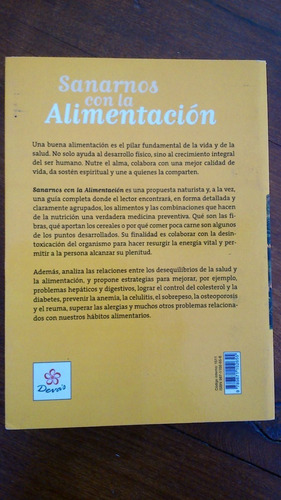 Sanarnos
con la
Alimentación
Una buena alimentación es el pilar fundamental de la vida y de la
salud. No solo ayuda al desarrollo físico, sino al crecimiento integral
del ser humano. Nutre el alma, colabora con una mejor calidad de
vida, da sostén espiritual y une a quienes la comparten.
Sanarnos con la Alimentación es una propuesta naturista y, a la vez,
una guía completa donde el lector encontrará, en forma detallada y
claramente agrupados, los alimentos y las combinaciones que hacen
de la nutrición una verdadera medicina preventiva. Qué son las fi-
bras, qué aportan los cereales o por qué comer poca carne son algu-
nos de los puntos desarrollados. Su finalidad es colaborar con la desin-
toxicación del organismo para hacer resurgir la energía vital y per-
mitir a la persona alcanzar su plenitud.
Además, analiza las relaciones entre los desequilibrios de la salud y
la alimentación, y propone estrategias para mejorar, por ejemplo,
problemas hepáticos y digestivos, lograr el control del colesterol y la
diabetes, prevenir la anemia, la celulitis, el sobrepeso, la osteoporosis
y el reuma, superar las alergias y muchos otros problemas relaciona-
dos con nuestros hábitos alimentarios.
Deva's